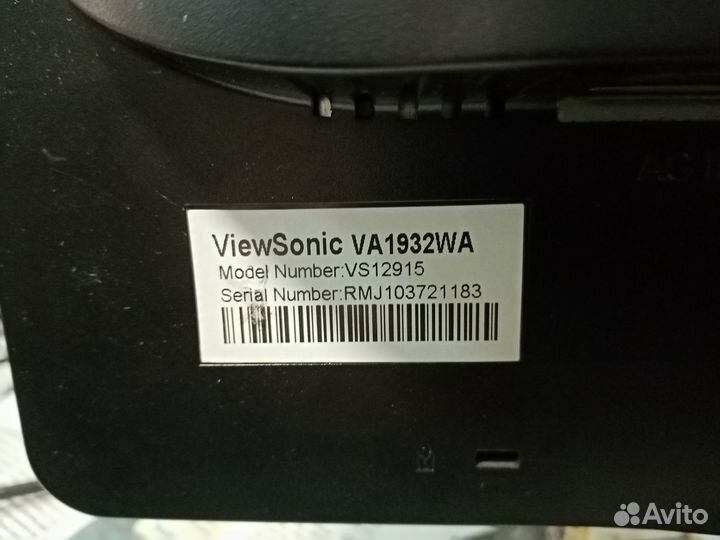 ViewSonic VA1932WA
Model Number:VS12915
Serial Number:RMJ103721183
Avito